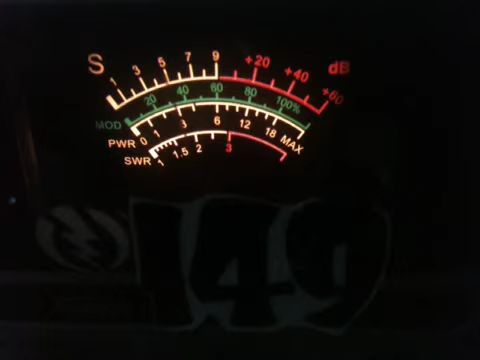 S 1 3 5 7 9 +20 +40 +60 dB
MOD 20 40 60 80 100%
PWR 0 1 3 6 12 18 MAX
SWR 1 1.5 2 3
149